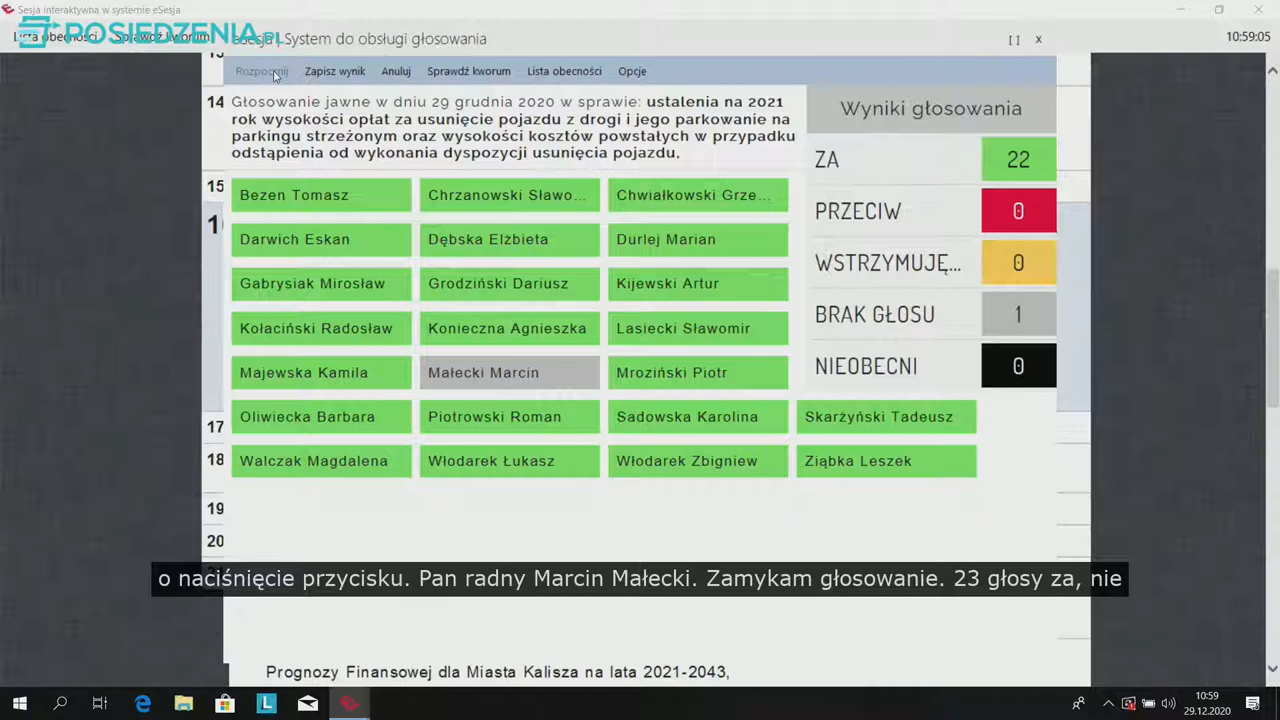 Sesja interaktywna w systemie eSesja
Lista obecności Sprawdź kworum
POSIEDZENIA.PL
eSesja | System do obsługi głosowania
[ ] x
10:59:05
Rozpocznij Zapisz wynik Anuluj Sprawdź kworum Lista obecności Opcje
14
Głosowanie jawne w dniu 29 grudnia 2020 w sprawie: ustalenia na 2021
rok wysokości opłat za usunięcie pojazdu z drogi i jego parkowanie na
parkingu strzeżonym oraz wysokości kosztów powstałych w przypadku
odstąpienia od wykonania dyspozycji usunięcia pojazdu.
Wyniki głosowania
ZA 22
PRZECIW 0
WSTRZYMUJĘ... 0
BRAK GŁOSU 1
NIEOBECNI 0
15
Bezen Tomasz Chrzanowski Sławo... Chwiałkowski Grze...
Darwich Eskan Dębska Elżbieta Durlej Marian
Gabrysiak Mirosław Grodziński Dariusz Kijewski Artur
Kołaciński Radosław Konieczna Agnieszka Lasiecki Sławomir
Majewska Kamila Małecki Marcin Mroziński Piotr
Oliwiecka Barbara Piotrowski Roman Sadowska Karolina Skarżyński Tadeusz
17
Walczak Magdalena Włodarek Łukasz Włodarek Zbigniew Ziąbka Leszek
18
19
20
o naciśnięcie przycisku. Pan radny Marcin Małecki. Zamykam głosowanie. 23 głosy za, nie
Prognozy Finansowej dla Miasta Kalisza na lata 2021-2043,
10:59
29.12.2020